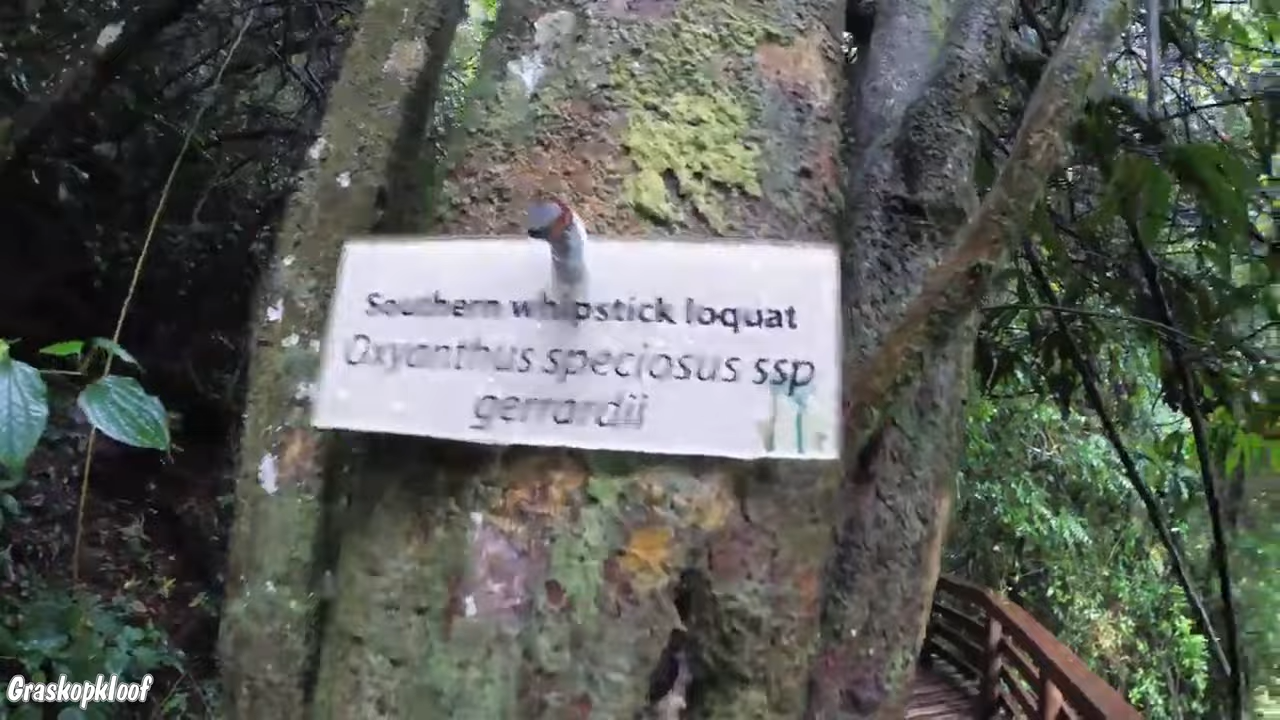 Southern whipstick loquat
Oxyanthus speciosus ssp
gerrardii
Graskopkloof